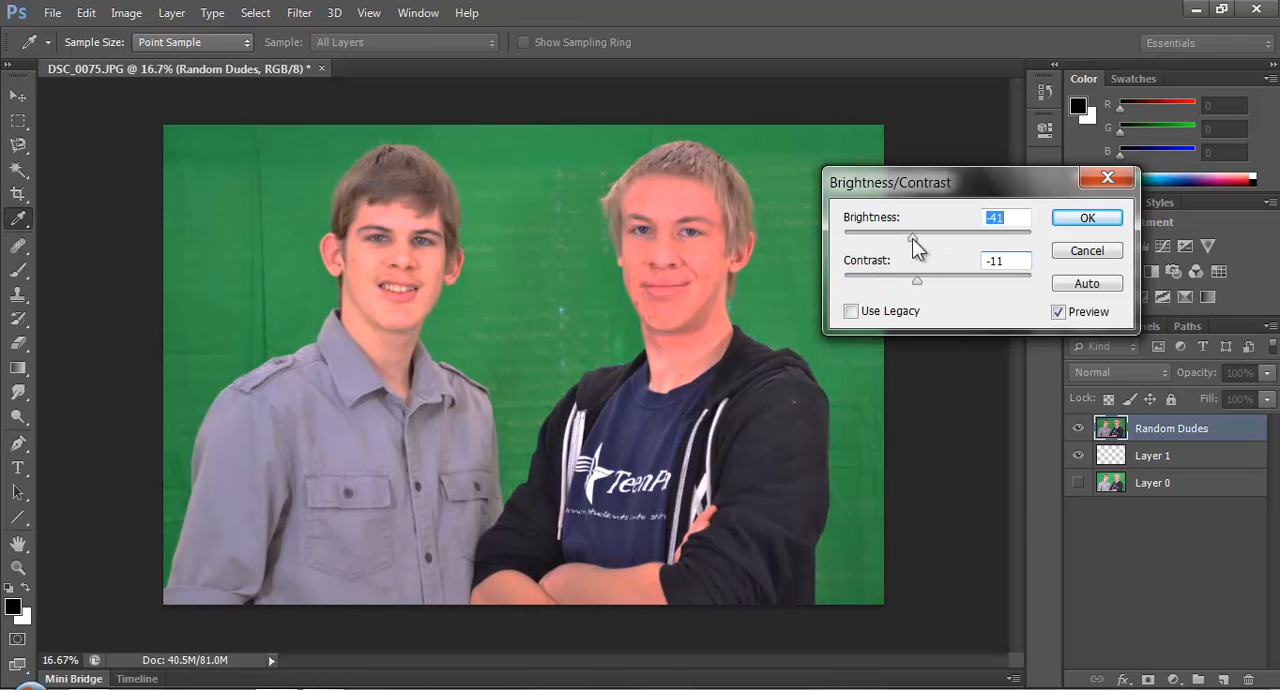 Ps File Edit Image Layer Type Select Filter 3D View Window Help
Sample Size: Point Sample Sample: All Layers Show Sampling Ring Essentials
DSC_0075.JPG @ 16.7% (Random Dudes, RGB/8) * ×
Color Swatches
R 0
G 0
B 0
Brightness/Contrast
Styles
Brightness: -41 OK
Contrast: -11 Cancel
Auto
Use Legacy Preview
Paths
Kind
Normal Opacity: 100%
Lock: Fill: 100%
Random Dudes
Layer 1
Layer 0
16.67% Doc: 40.5M/81.0M
Mini Bridge Timeline